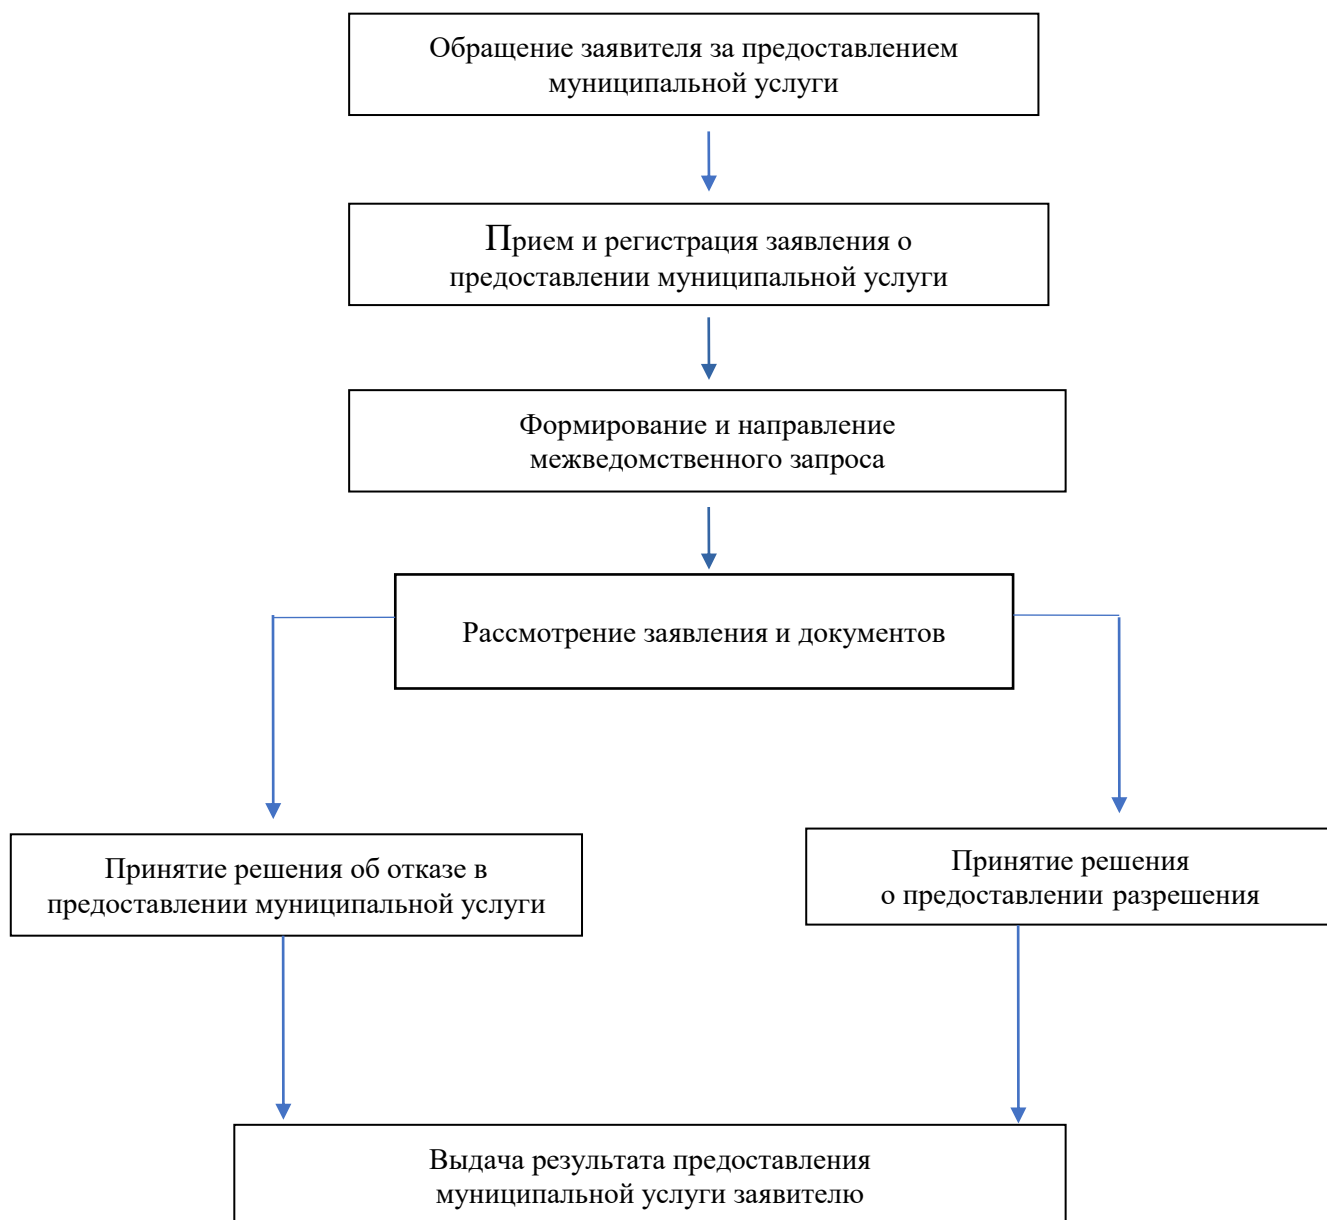 Обращение заявителя за предоставлением
муниципальной услуги
Прием и регистрация заявления о
предоставлении муниципальной услуги
Формирование и направление
межведомственного запроса
Рассмотрение заявления и документов
Принятие решения об отказе в
предоставлении муниципальной услуги
Принятие решения
о предоставлении разрешения
Выдача результата предоставления
муниципальной услуги заявителю